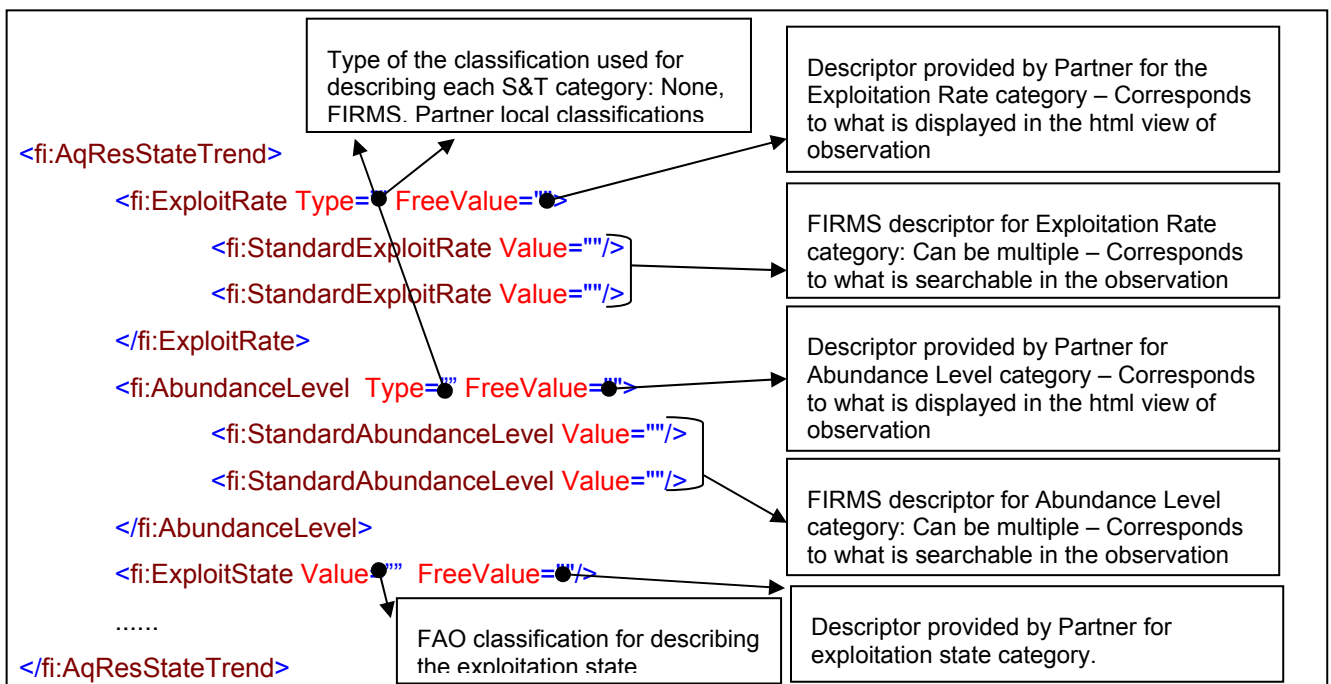 Type of the classification used for
describing each S&T category: None,
FIRMS, Partner local classifications
Descriptor provided by Partner for the
Exploitation Rate category – Corresponds
to what is displayed in the html view of
observation
<fi:AqResStateTrend>
<fi:ExploitRate Type="" FreeValue="">
<fi:StandardExploitRate Value=""/>
<fi:StandardExploitRate Value=""/>
</fi:ExploitRate>
FIRMS descriptor for Exploitation Rate
category: Can be multiple – Corresponds
to what is searchable in the observation
<fi:AbundanceLevel Type="” FreeValue="">
<fi:StandardAbundanceLevel Value=""/>
<fi:StandardAbundanceLevel Value=""/>
</fi:AbundanceLevel>
Descriptor provided by Partner for
Abundance Level category – Corresponds
to what is displayed in the html view of
observation
FIRMS descriptor for Abundance Level
category: Can be multiple – Corresponds
to what is searchable in the observation
<fi:ExploitState Value="” FreeValue=""/>
......
</fi:AqResStateTrend>
FAO classification for describing
the exploitation state
Descriptor provided by Partner for
exploitation state category.